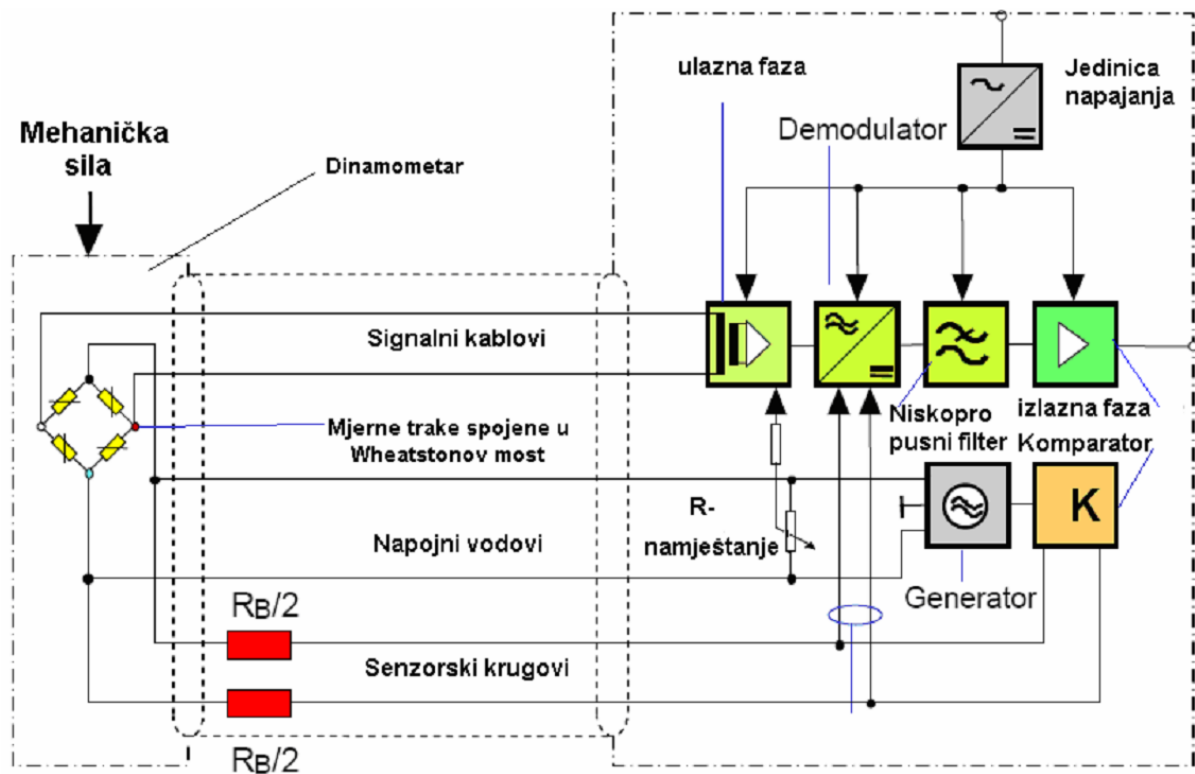 ulazna faza
Jedinica
napajanja
Demodulator
Mehanička
sila
Dinamometar
Signalni kablovi
Mjerne trake spojene u
Wheatstonov most
Niskopro
pusni filter
izlazna faza
Komparator
K
R-
namještanje
Napojni vodovi
Generator
RB/2
Senzorski krugovi
RB/2